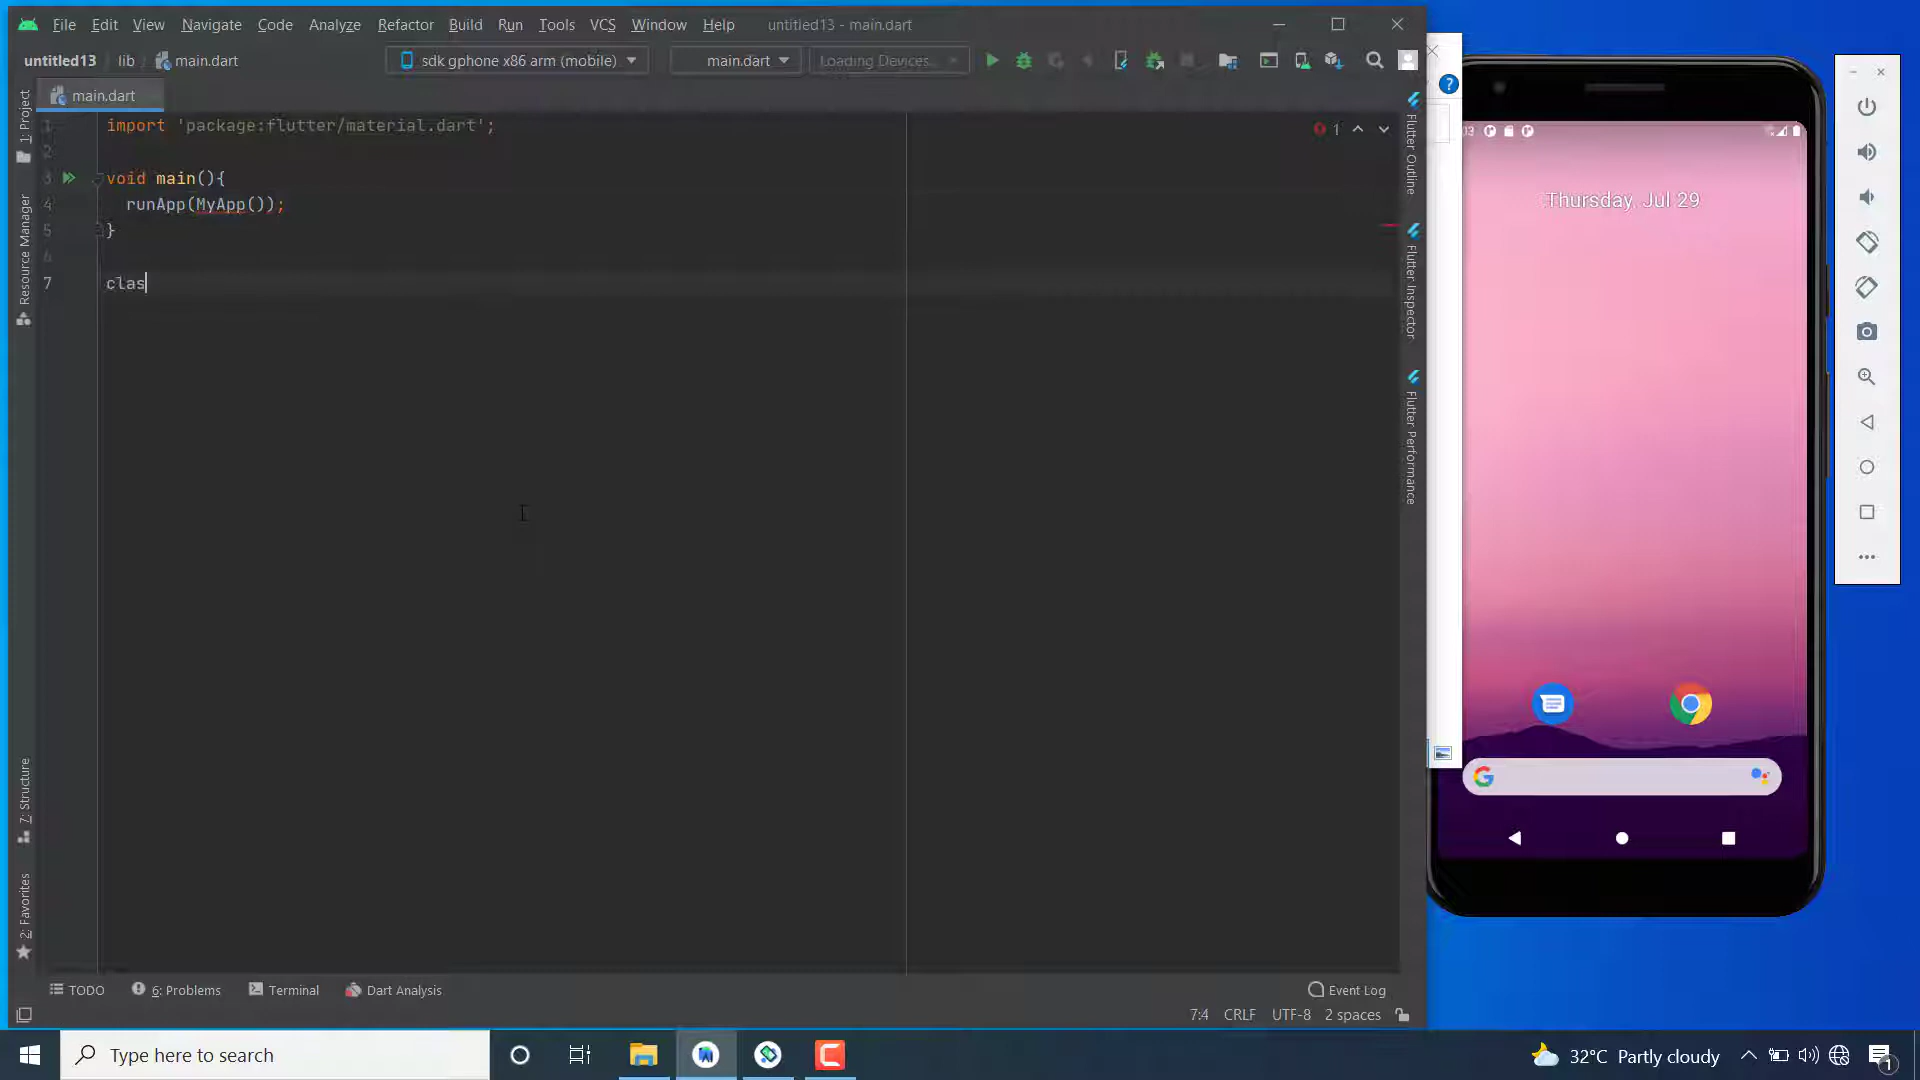 File Edit View Navigate Code Analyze Refactor Build Run Tools VCS Window Help untitled13 - main.dart
untitled13 lib main.dart sdk gphone x86 arm (mobile) main.dart Loading Devices...
main.dart
1 import 'package:flutter/material.dart';
2
3 void main(){
4 runApp(MyApp());
5 }
6
7 clas
1
1: Project
Resource Manager
7: Structure
2: Favorites
Flutter Outline
Flutter Inspector
Flutter Performance
TODO 6: Problems Terminal Dart Analysis Event Log
7:4 CRLF UTF-8 2 spaces
Thursday, Jul 29
Type here to search
32°C Partly cloudy
1